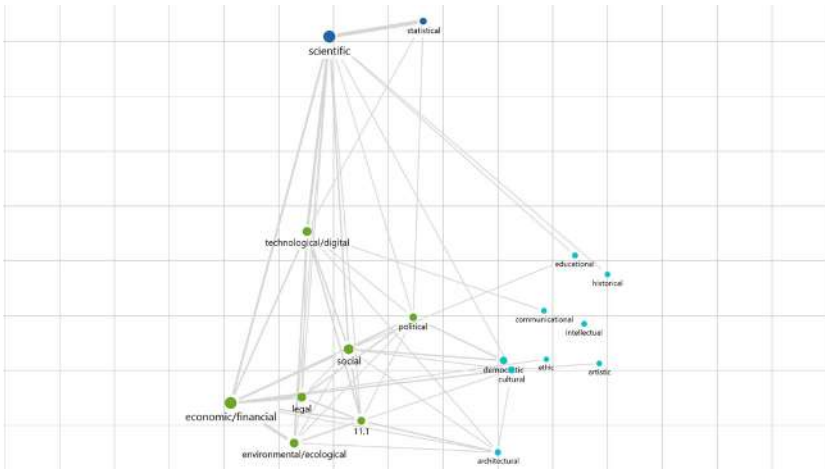 statistical
scientific
technological/digital
educational
historical
communicational
political
intellectual
social
democratic
ethic
artistic
cultural
legal
economic/financial
11.T
environmental/ecological
architectural